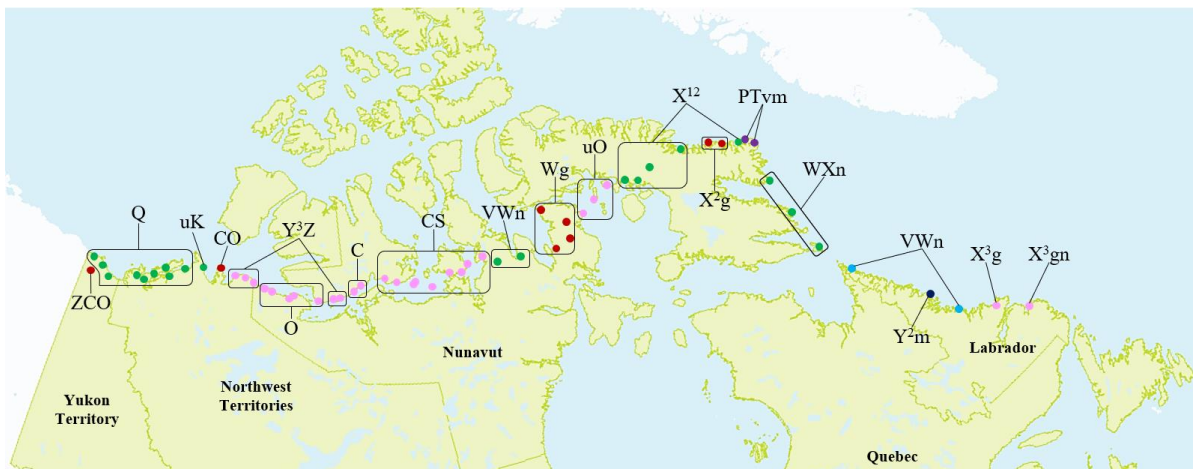 X¹² PTvm
uO
Wg
WXn
Q uK CO Y³Z C CS VWn X²g
VWn X³g X³gn
ZCO
O
Y²m
Nunavut Labrador
Yukon
Territory
Northwest
Territories
Quebec